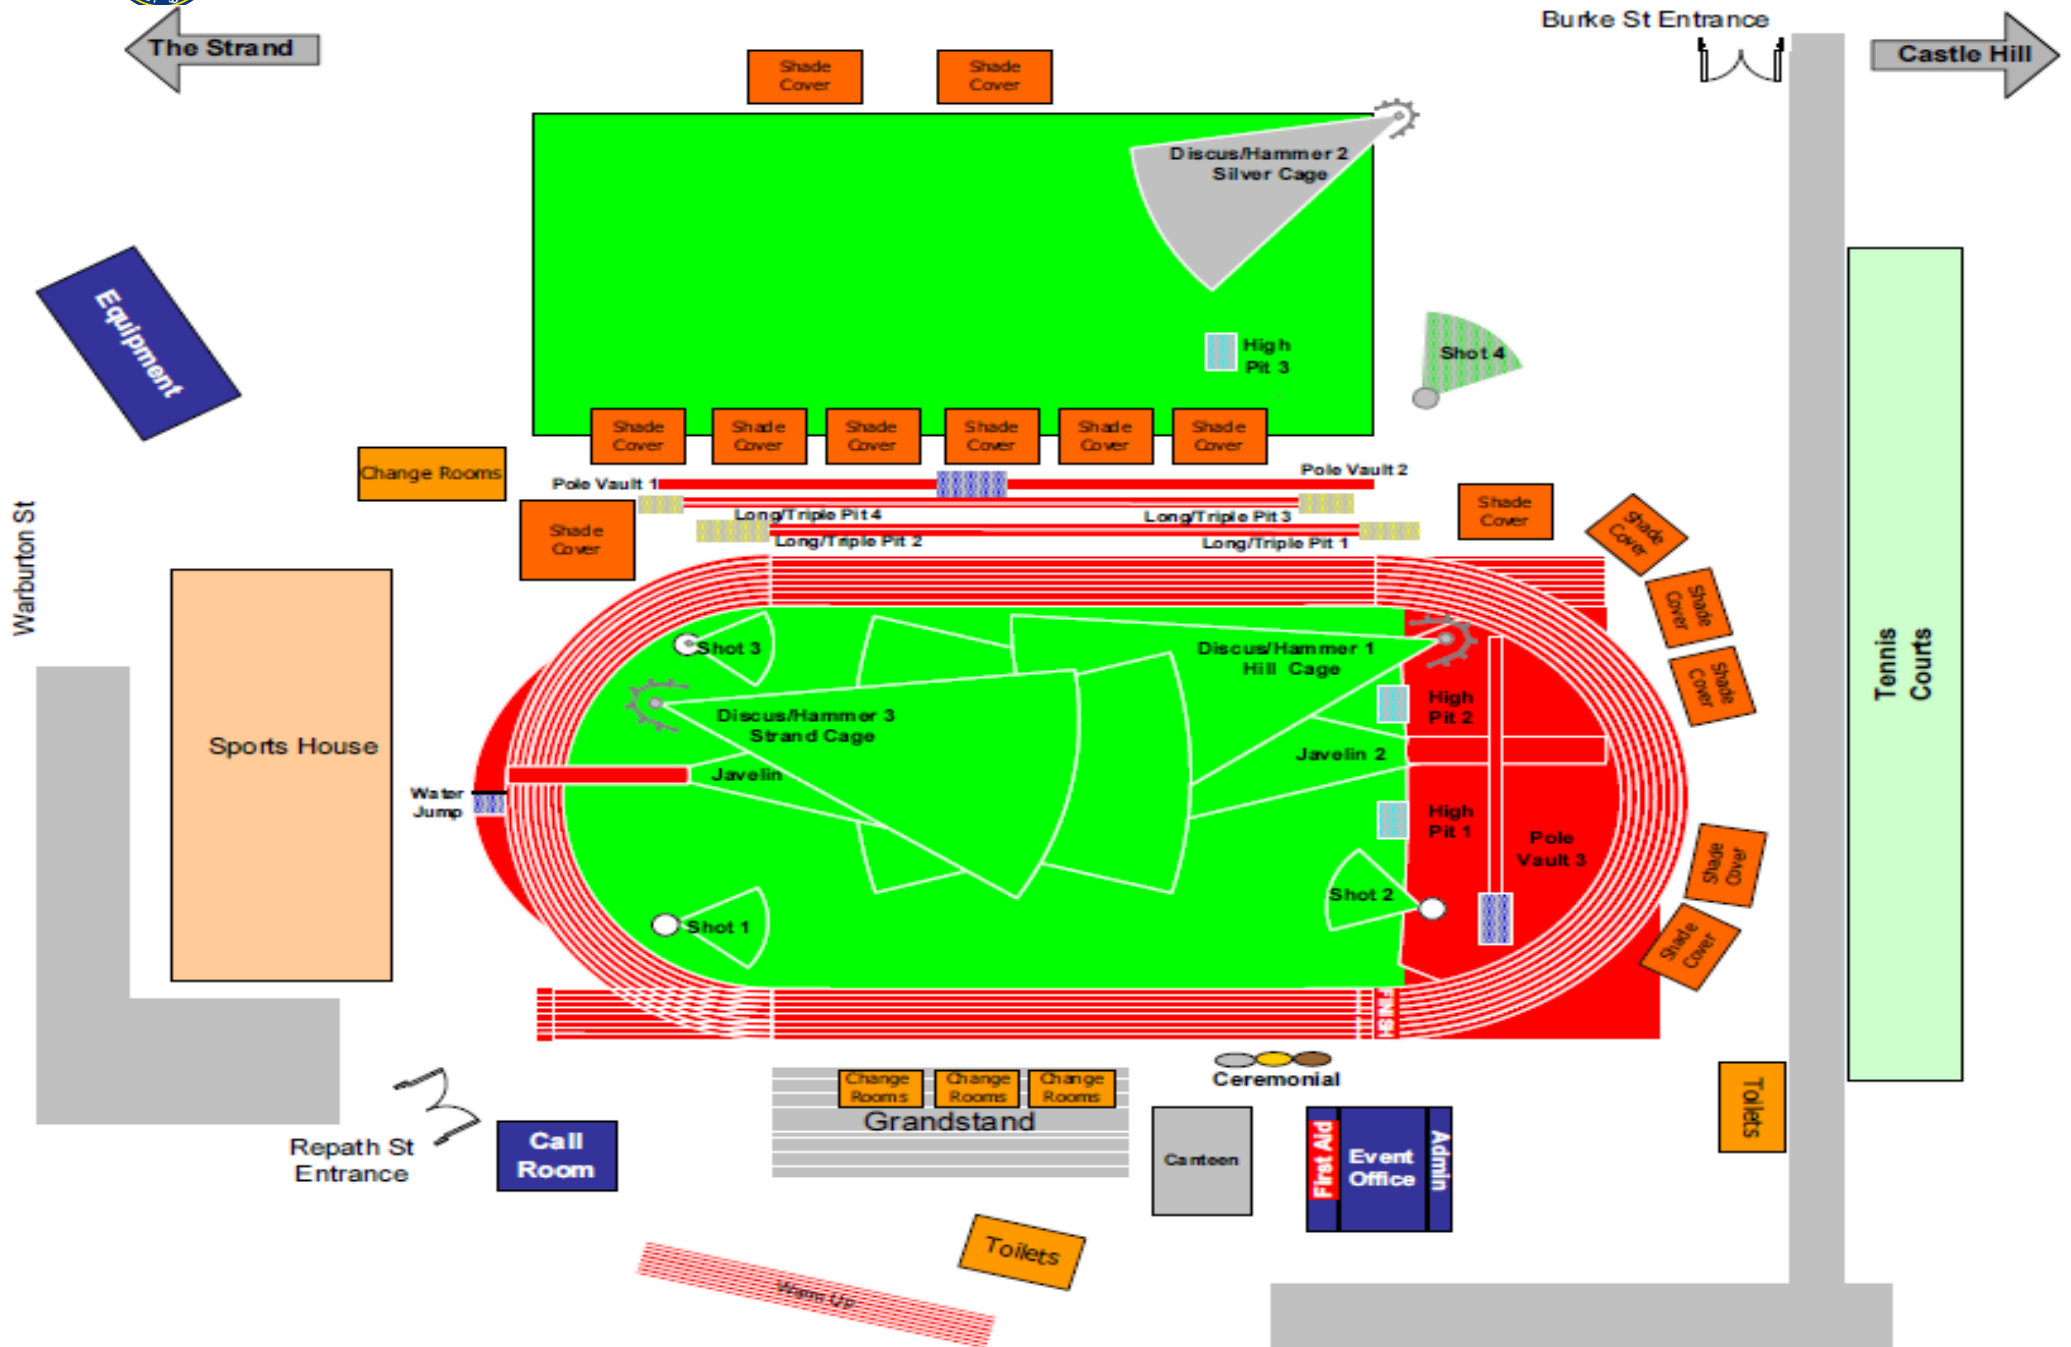 Burke St Entrance
The Strand
Castle Hill
Shade
Cover
Shade
Cover
Discus/Hammer 2
Silver Cage
Equipment
High
Pit 3
Shot 4
Shade
Cover
Shade
Cover
Shade
Cover
Shade
Cover
Shade
Cover
Shade
Cover
Change Rooms
Pole Vault 1
Pole Vault 2
Warburton St
Long/Triple Pit 4
Long/Triple Pit 3
Shade
Cover
Shade
Cover
Shade
Cover
Long/Triple Pit 2
Long/Triple Pit 1
Shade
Cover
Shade
Cover
Shot 3
Discus/Hammer 1
Hill Cage
High
Pit 2
Discus/Hammer 3
Strand Cage
Sports House
Javelin 2
Javelin
Tennis
Courts
Water
Jump
High
Pit 1
Pole
Vault 3
Shade
Cover
Shot 2
Shot 1
Shade
Cover
FINISH
Ceremonial
Change
Rooms
Change
Rooms
Change
Rooms
Grandstand
Toilets
Repath St
Entrance
Call
Room
Canteen
First Aid
Event
Office
Admin
Toilets
Warm Up